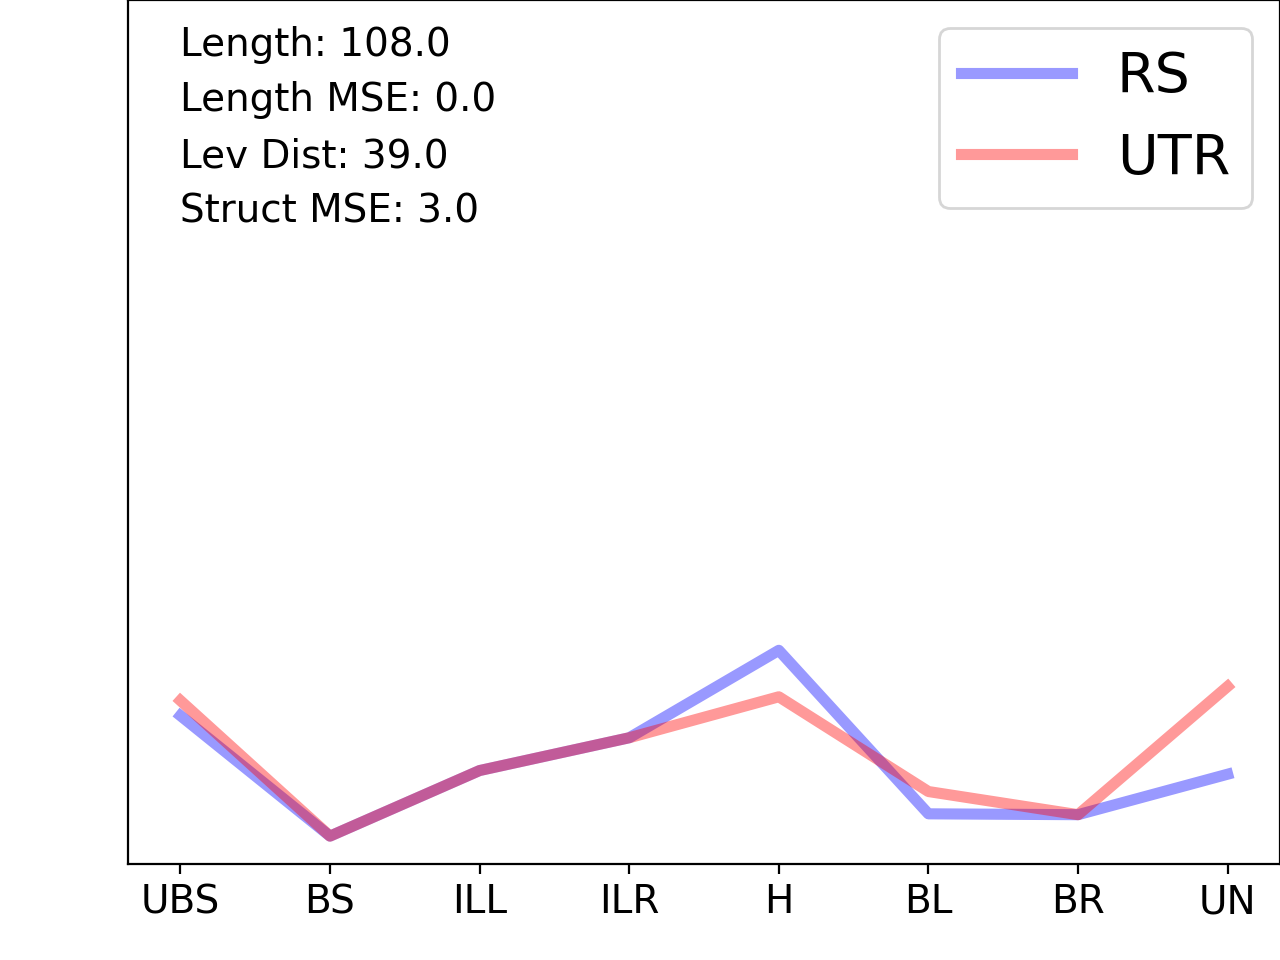 Length: 108.0
Length MSE: 0.0
Lev Dist: 39.0
Struct MSE: 3.0
RS
UTR
UBS BS ILL ILR H BL BR UN